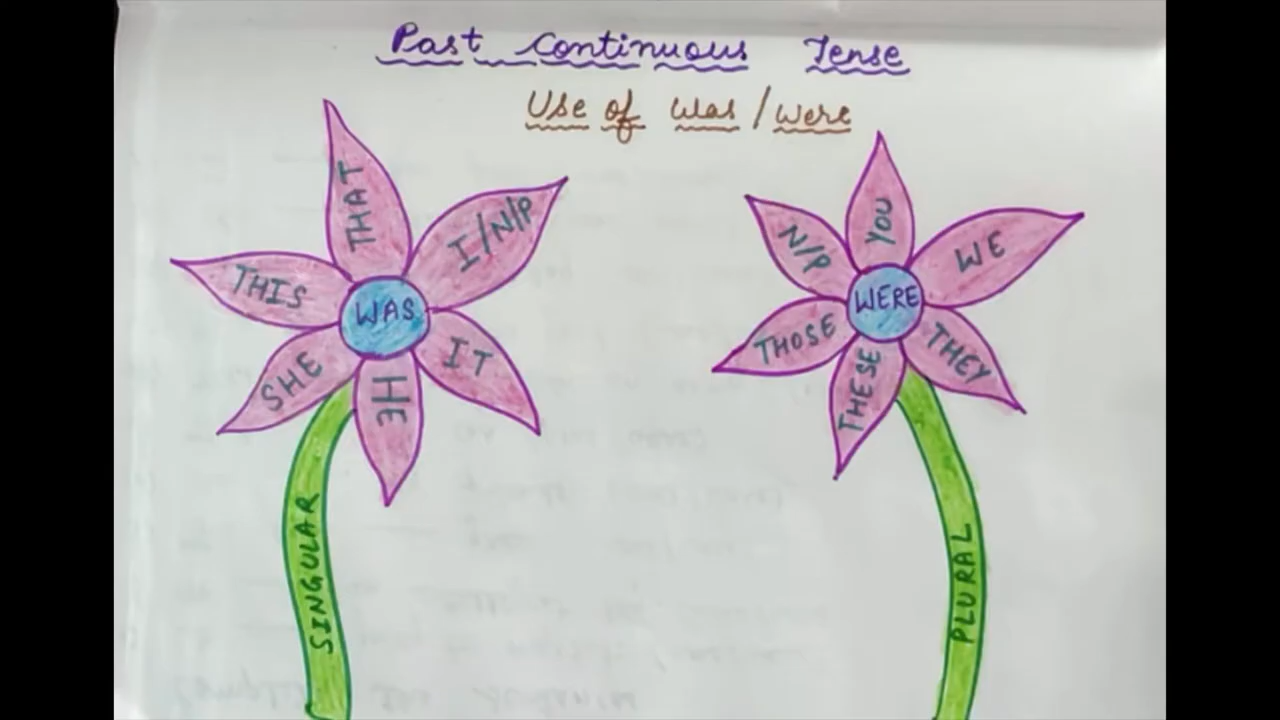 Past Continuous Tense
Use of Was / Were
THAT
I/N/P
THIS
WAS
IT
SHE
HE
SINGULAR
YOU
N/P
WE
WERE
THOSE
THEY
THESE
PLURAL